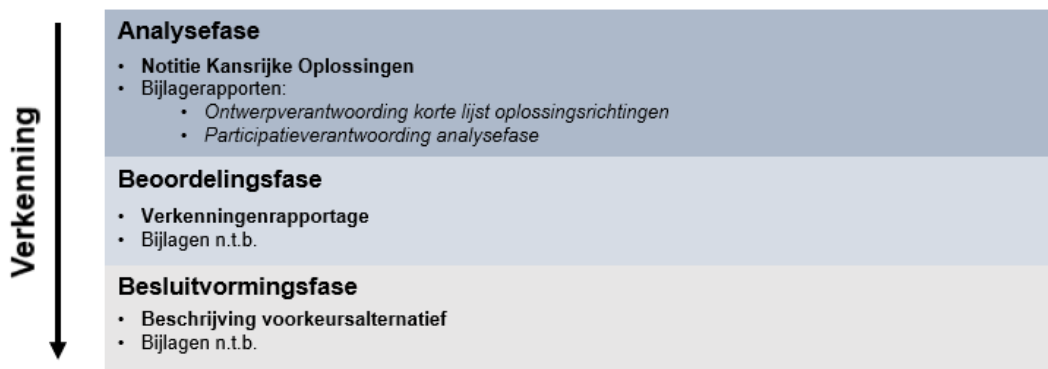 Verkenning
Analysefase
• Notitie Kansrijke Oplossingen
• Bijlagerapporten:
• Ontwerpverantwoording korte lijst oplossingsrichtingen
• Participatieverantwoording analysefase
Beoordelingsfase
• Verkenningenrapportage
• Bijlagen n.t.b.
Besluitvormingsfase
• Beschrijving voorkeursalternatief
• Bijlagen n.t.b.